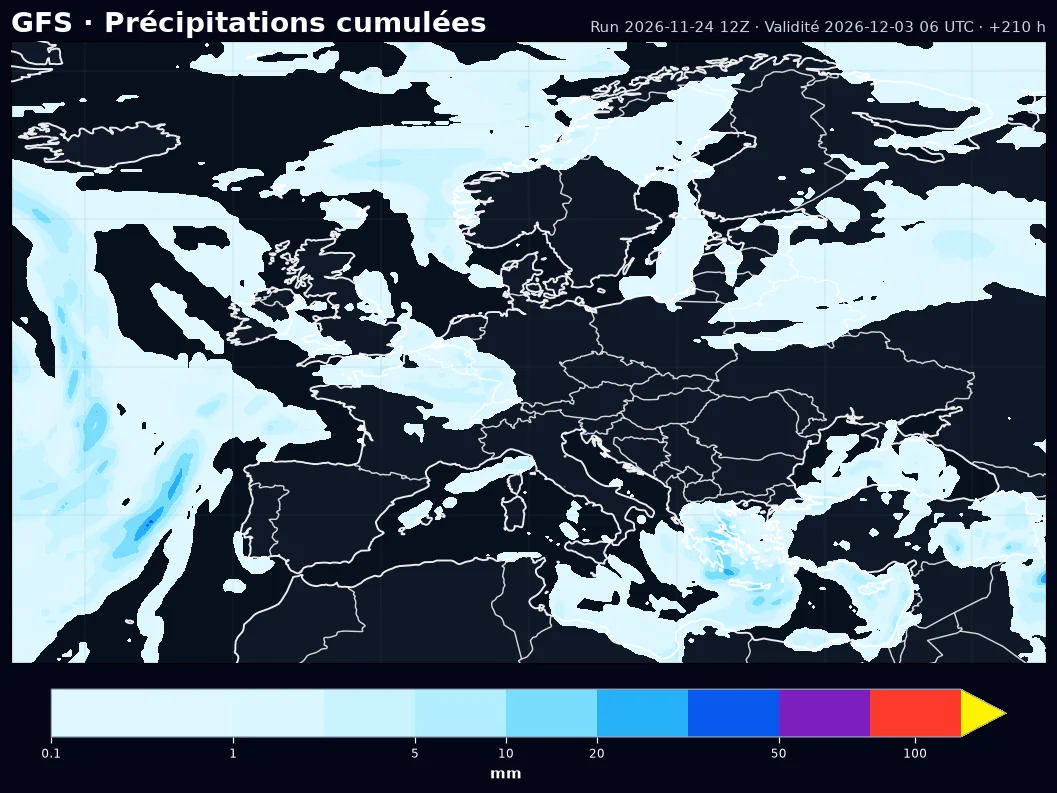 GFS · Précipitations cumulées
Run 2026-11-24 12Z · Validité 2026-12-03 06 UTC · +210 h
0.1 1 5 10 20 50 100
mm